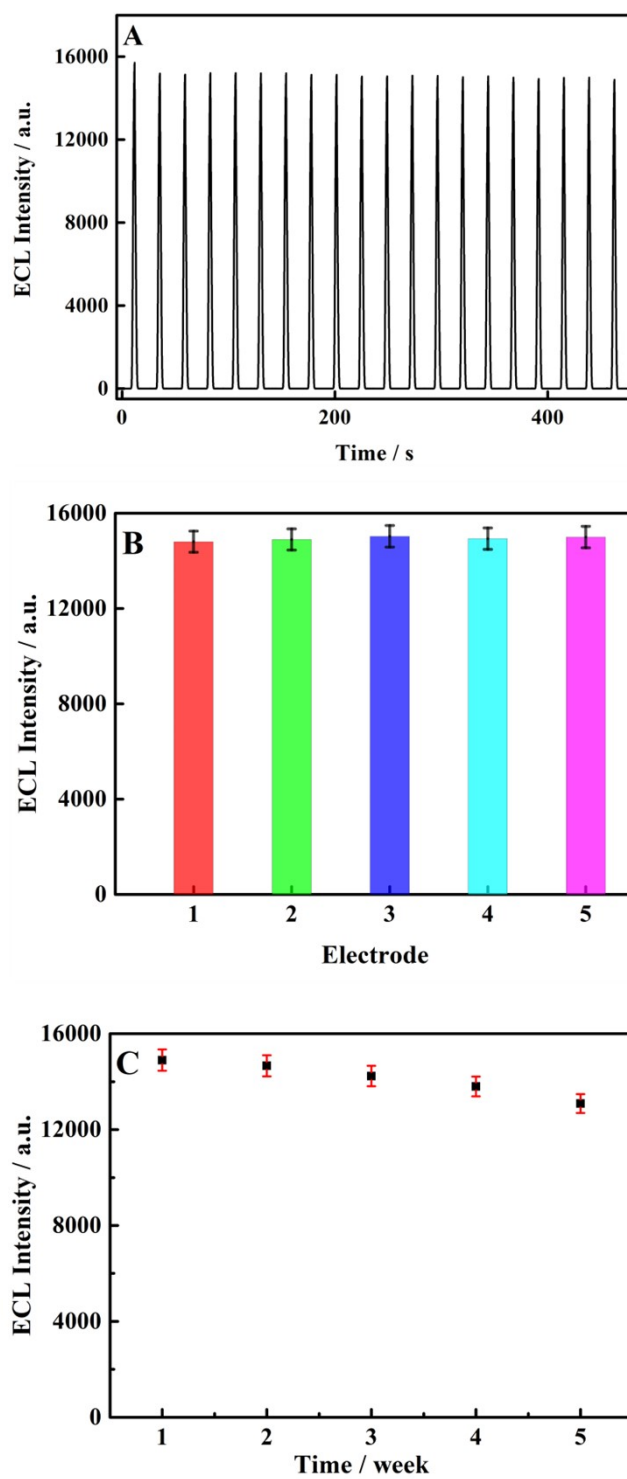 A
16000
12000
8000
4000
0
ECL Intensity / a.u.
0 200 400
Time / s
B
16000
12000
8000
4000
0
ECL Intensity / a.u.
1 2 3 4 5
Electrode
C
16000
12000
8000
4000
0
ECL Intensity / a.u.
1 2 3 4 5
Time / week